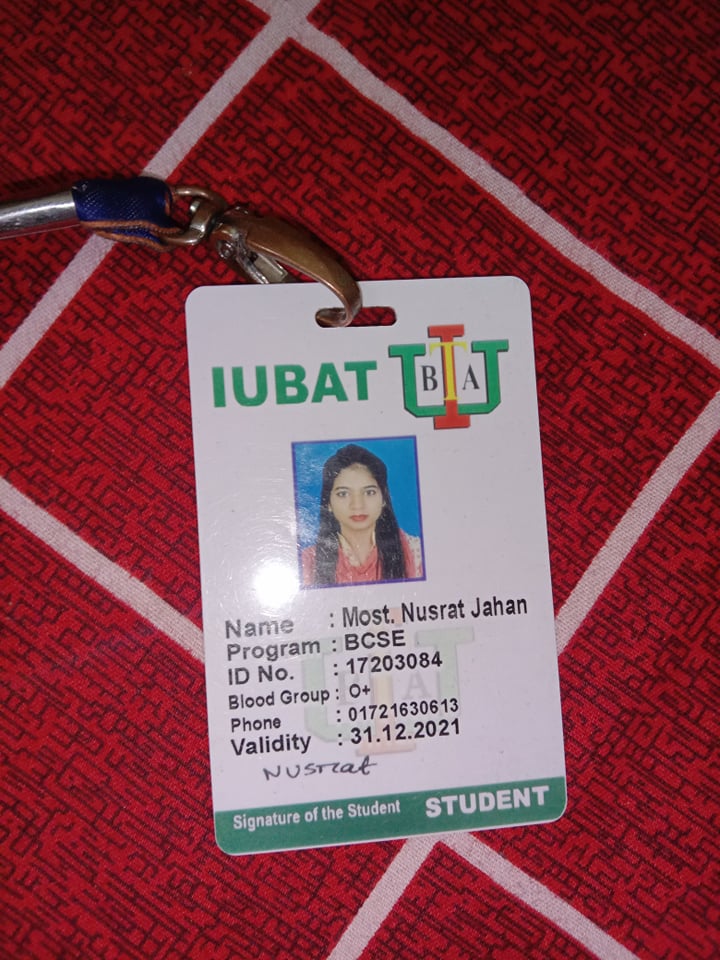 IUBAT
B T A
Name : Most. Nusrat Jahan
Program : BCSE
ID No. : 17203084
Blood Group : O+
Phone : 01721630613
Validity : 31.12.2021
Nusrat
Signature of the Student STUDENT